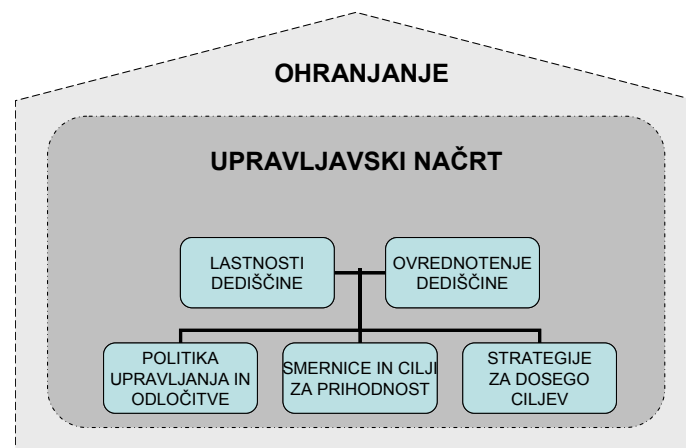 OHRANJANJE
UPRAVLJAVSKI NAČRT
LASTNOSTI
DEDIŠČINE
OVREDNOTENJE
DEDIŠČINE
POLITIKA
UPRAVLJANJA IN
ODLOČITVE
SMERNICE IN CILJI
ZA PRIHODNOST
STRATEGIJE
ZA DOSEGO
CILJEV